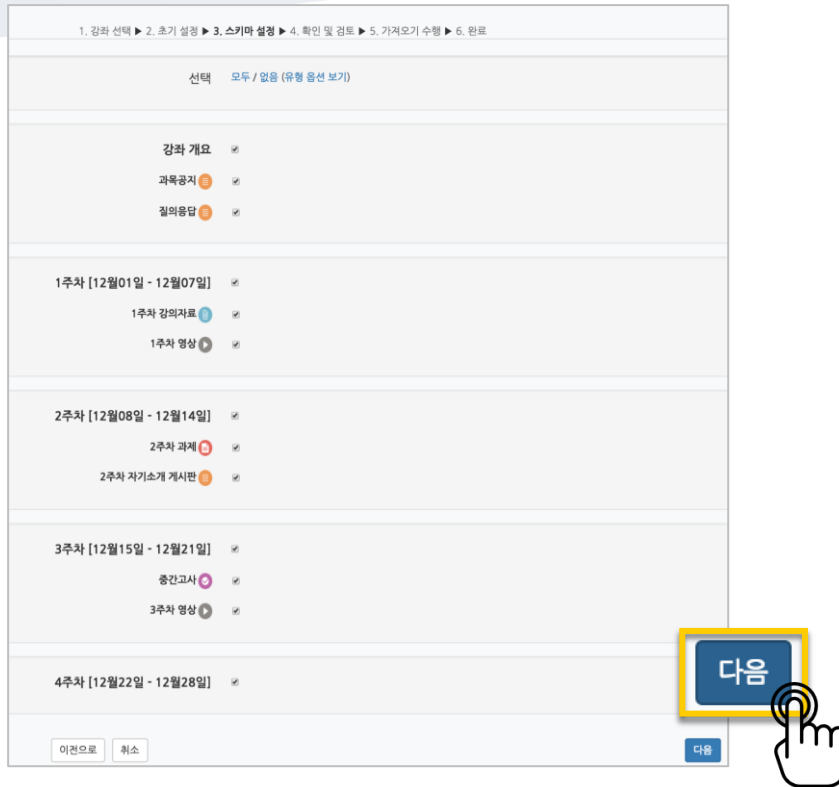 1. 강좌 선택 ▶ 2. 초기 설정 ▶ 3. 스키마 설정 ▶ 4. 확인 및 검토 ▶ 5. 가져오기 수행 ▶ 6. 완료
선택 모두 / 없음 (유형 옵션 보기)
강좌 개요
과목공지
질의응답
1주차 [12월01일 - 12월07일]
1주차 강의자료
1주차 영상
2주차 [12월08일 - 12월14일]
2주차 과제
2주차 자기소개 게시판
3주차 [12월15일 - 12월21일]
중간고사
3주차 영상
4주차 [12월22일 - 12월28일]
다음
이전으로 취소 다음